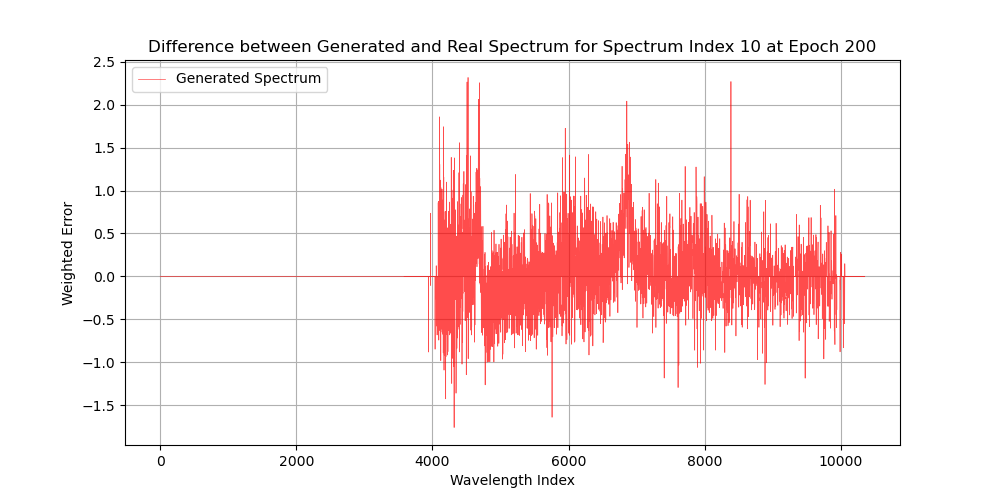 Difference between Generated and Real Spectrum for Spectrum Index 10 at Epoch 200
Generated Spectrum
Weighted Error
2.5
2.0
1.5
1.0
0.5
0.0
−0.5
−1.0
−1.5
0 2000 4000 6000 8000 10000
Wavelength Index